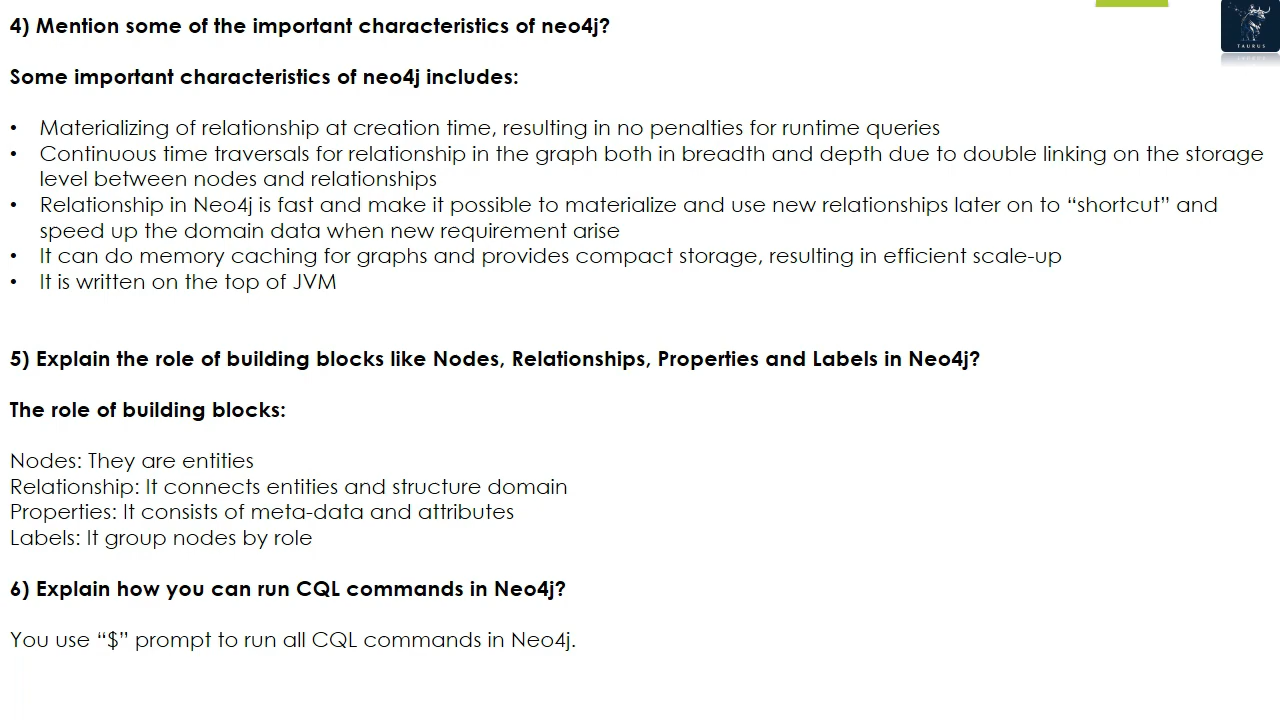 4) Mention some of the important characteristics of neo4j?
TAURUS
Some important characteristics of neo4j includes:
• Materializing of relationship at creation time, resulting in no penalties for runtime queries
• Continuous time traversals for relationship in the graph both in breadth and depth due to double linking on the storage
level between nodes and relationships
• Relationship in Neo4j is fast and make it possible to materialize and use new relationships later on to “shortcut” and
speed up the domain data when new requirement arise
• It can do memory caching for graphs and provides compact storage, resulting in efficient scale-up
• It is written on the top of JVM
5) Explain the role of building blocks like Nodes, Relationships, Properties and Labels in Neo4j?
The role of building blocks:
Nodes: They are entities
Relationship: It connects entities and structure domain
Properties: It consists of meta-data and attributes
Labels: It group nodes by role
6) Explain how you can run CQL commands in Neo4j?
You use “$” prompt to run all CQL commands in Neo4j.